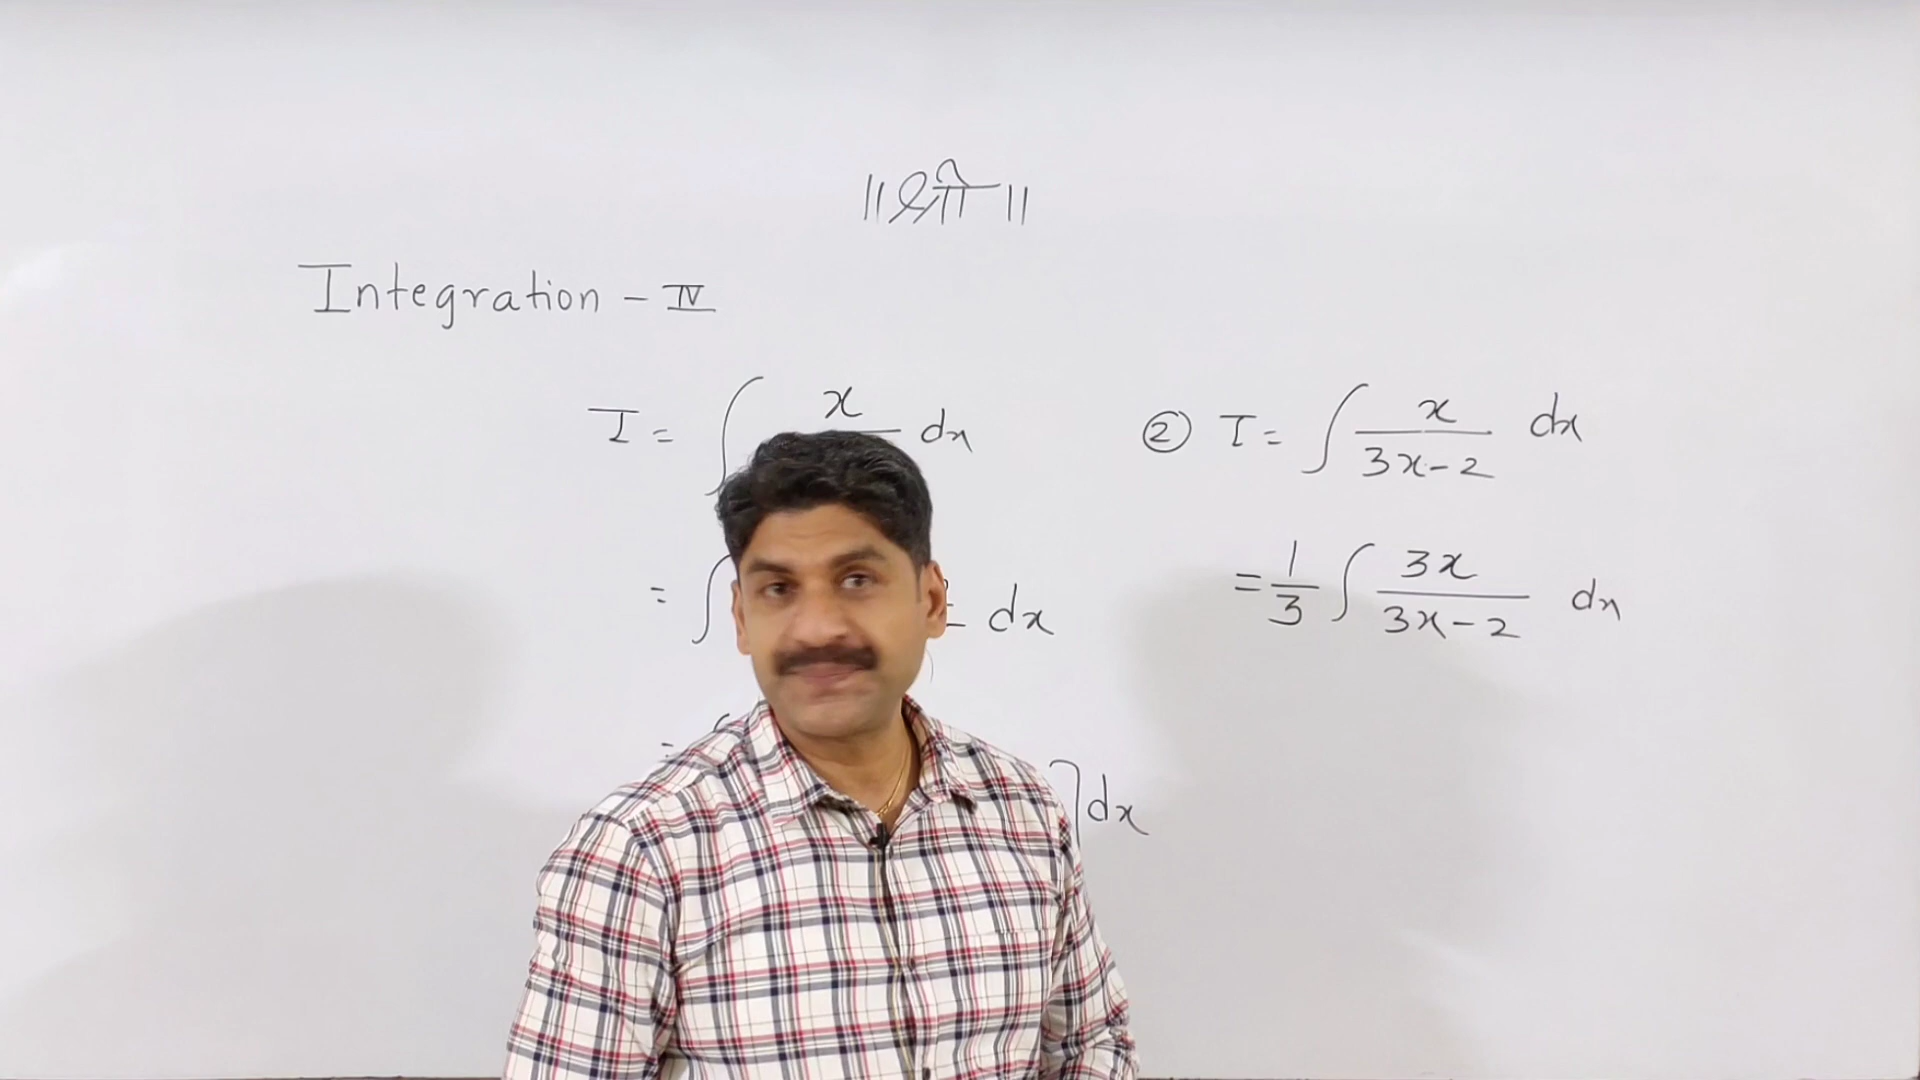 ॥ श्री ॥
Integration - IV
I = ∫ x dx
= ∫ dx
=
] dx
② I = ∫ x / 3x-2 dx
= 1/3 ∫ 3x / 3x-2 dx